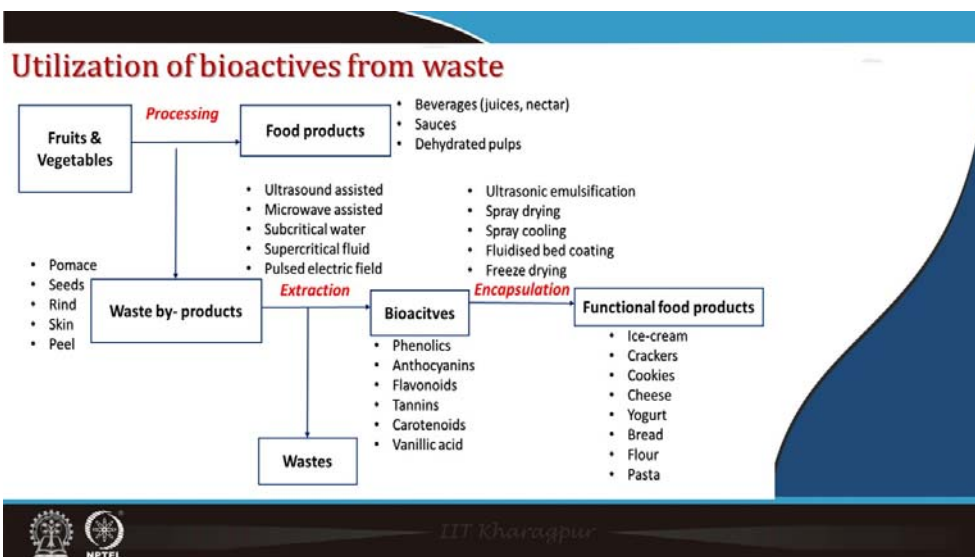 Utilization of bioactives from waste
Processing
Fruits &
Vegetables
Food products
• Beverages (juices, nectar)
• Sauces
• Dehydrated pulps
• Ultrasound assisted
• Microwave assisted
• Subcritical water
• Supercritical fluid
• Pulsed electric field
• Ultrasonic emulsification
• Spray drying
• Spray cooling
• Fluidised bed coating
• Freeze drying
• Pomace
• Seeds
• Rind
• Skin
• Peel
Waste by- products
Extraction
Bioacitves
Encapsulation
Functional food products
• Phenolics
• Anthocyanins
• Flavonoids
• Tannins
• Carotenoids
• Vanillic acid
• Ice-cream
• Crackers
• Cookies
• Cheese
• Yogurt
• Bread
• Flour
• Pasta
Wastes
IIT Kharagpur
NPTEL